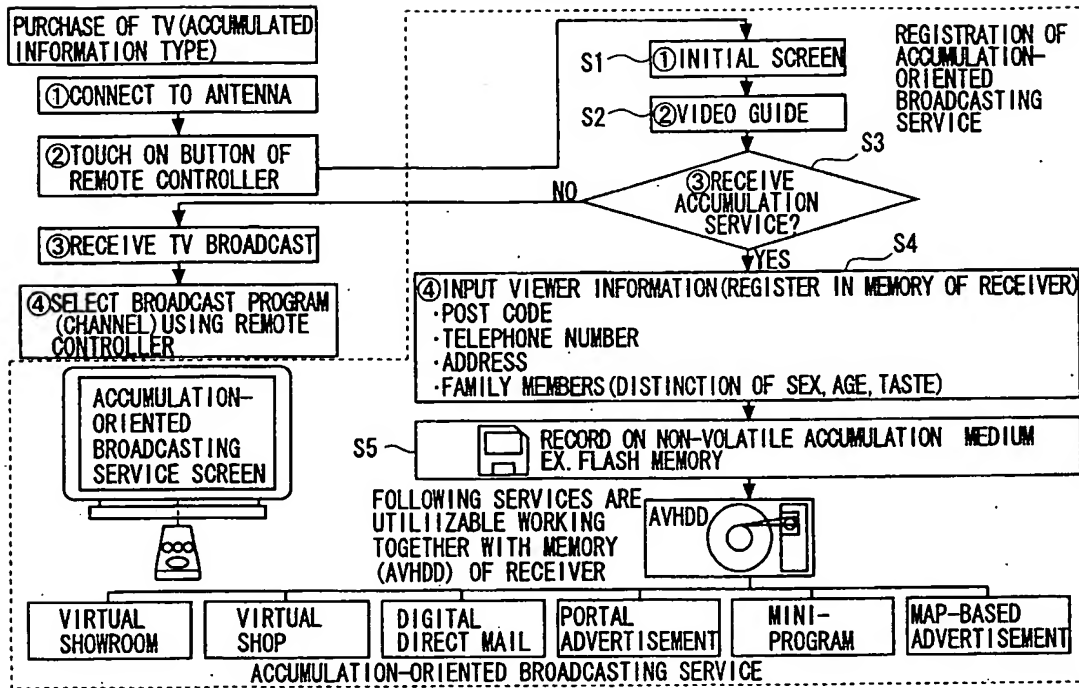 PURCHASE OF TV(ACCUMULATED
INFORMATION TYPE)
①CONNECT TO ANTENNA
②TOUCH ON BUTTON OF
REMOTE CONTROLLER
③RECEIVE TV BROADCAST
④SELECT BROADCAST PROGRAM
(CHANNEL)USING REMOTE
CONTROLLER
REGISTRATION OF
ACCUMULATION-
ORIENTED
BROADCASTING
SERVICE
S1
①INITIAL SCREEN
S2
②VIDEO GUIDE
S3
③RECEIVE
ACCUMULATION
SERVICE?
NO
YES
S4
④INPUT VIEWER INFORMATION(REGISTER IN MEMORY OF RECEIVER)
·POST CODE
·TELEPHONE NUMBER
·ADDRESS
·FAMILY MEMBERS(DISTINCTION OF SEX, AGE, TASTE)
S5
RECORD ON NON-VOLATILE ACCUMULATION MEDIUM
EX. FLASH MEMORY
ACCUMULATION-
ORIENTED
BROADCASTING
SERVICE SCREEN
FOLLOWING SERVICES ARE
UTILIIZABLE WORKING
TOGETHER WITH MEMORY
(AVHDD) OF RECEIVER
AVHDD
VIRTUAL
SHOWROOM
VIRTUAL
SHOP
DIGITAL
DIRECT MAIL
PORTAL
ADVERTISEMENT
MINI-
PROGRAM
MAP-BASED
ADVERTISEMENT
ACCUMULATION-ORIENTED BROADCASTING SERVICE